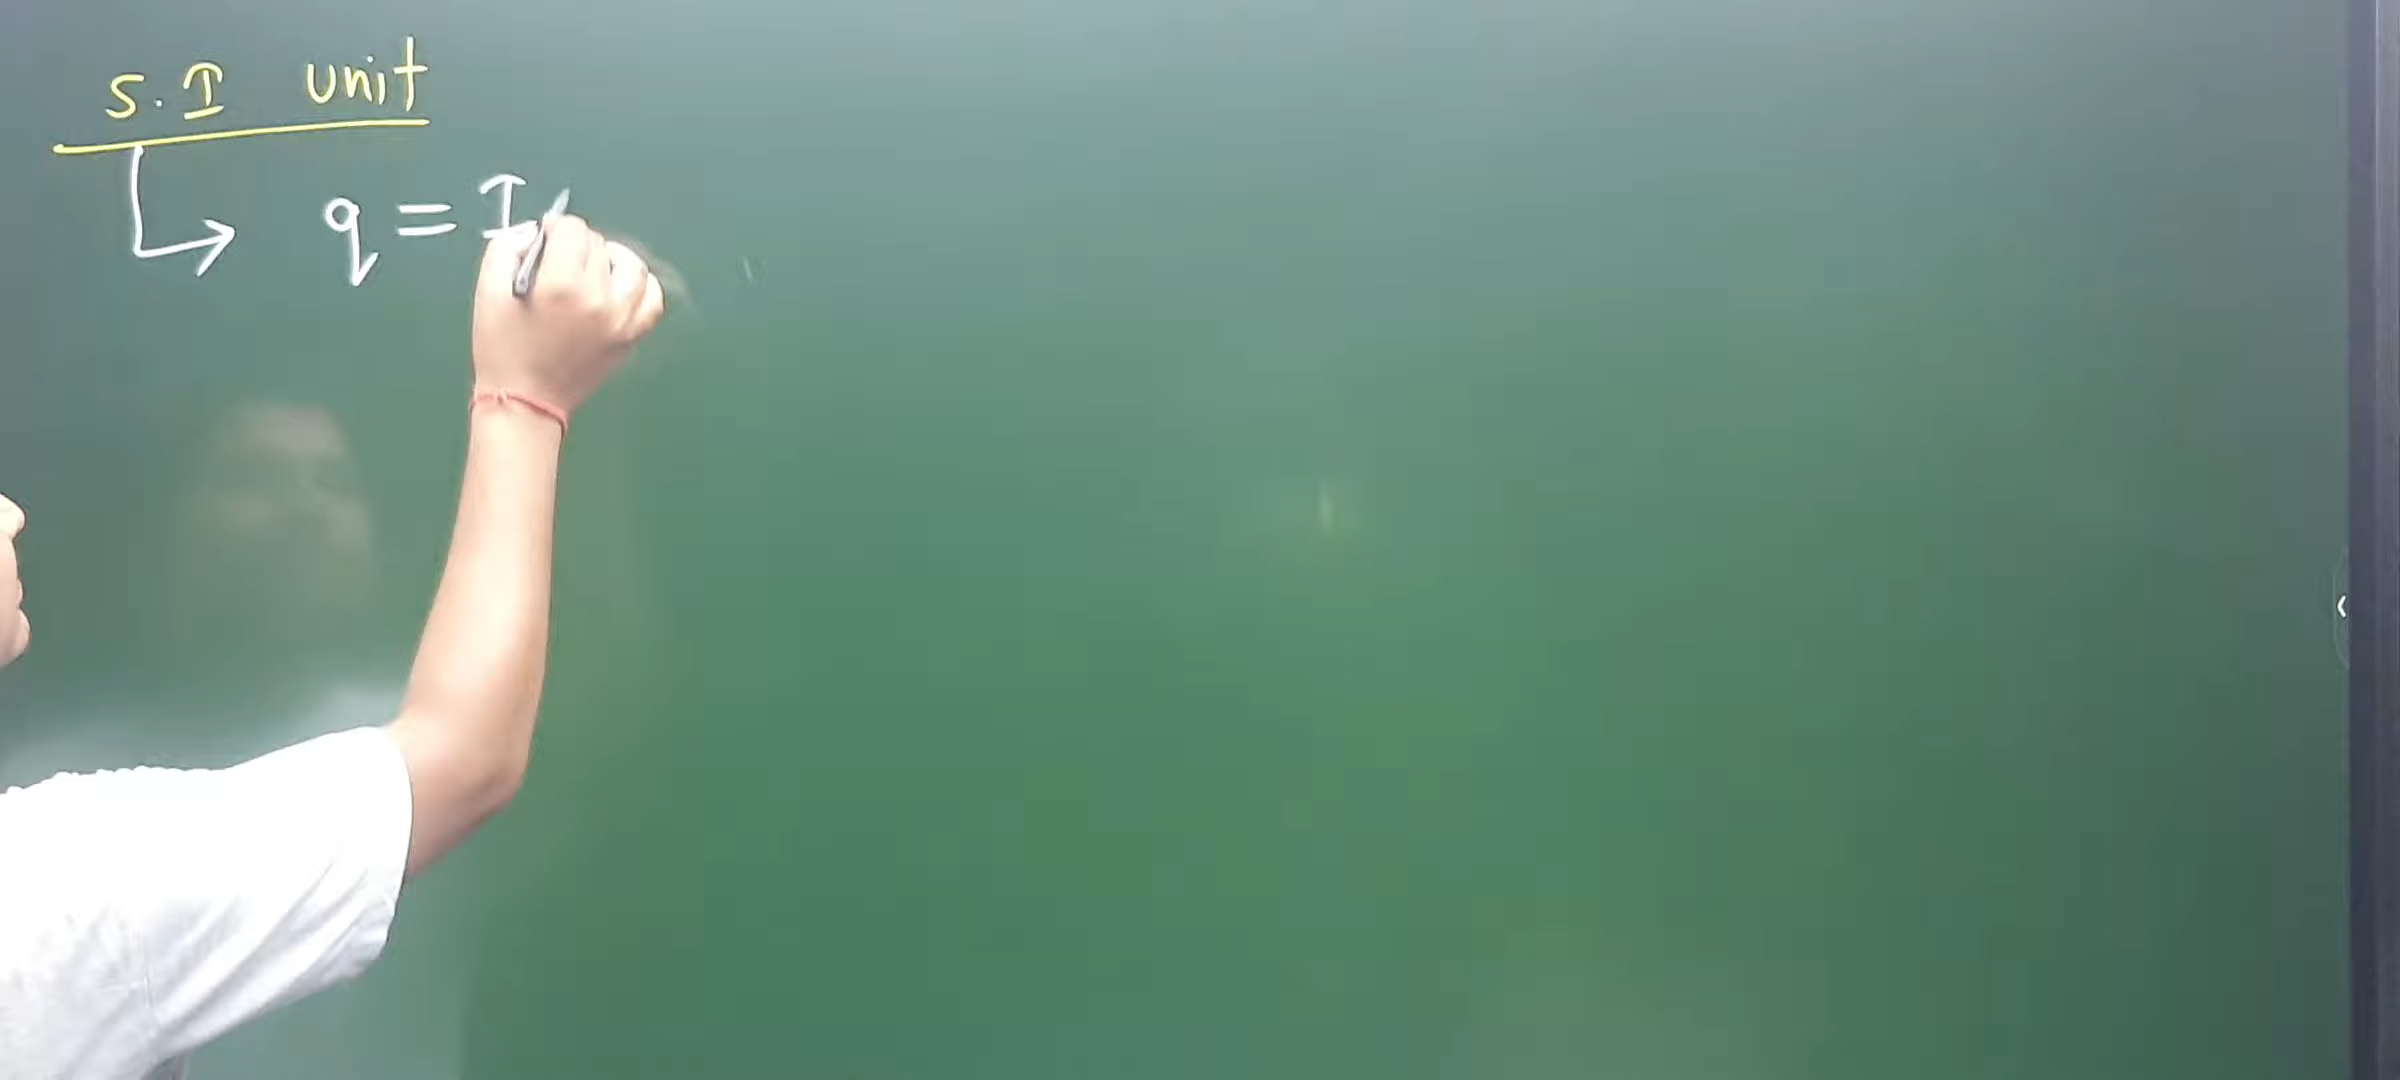 S.I unit
q = I